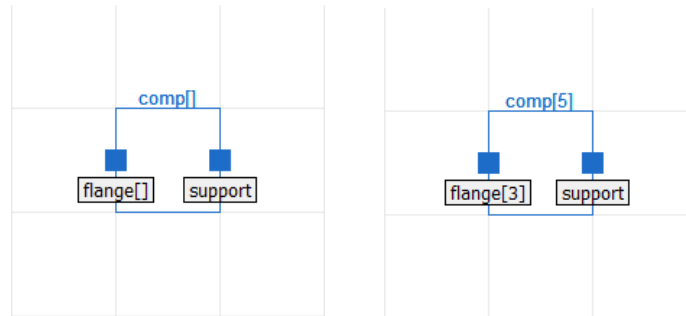 comp[]
flange[] support
comp[5]
flange[3] support